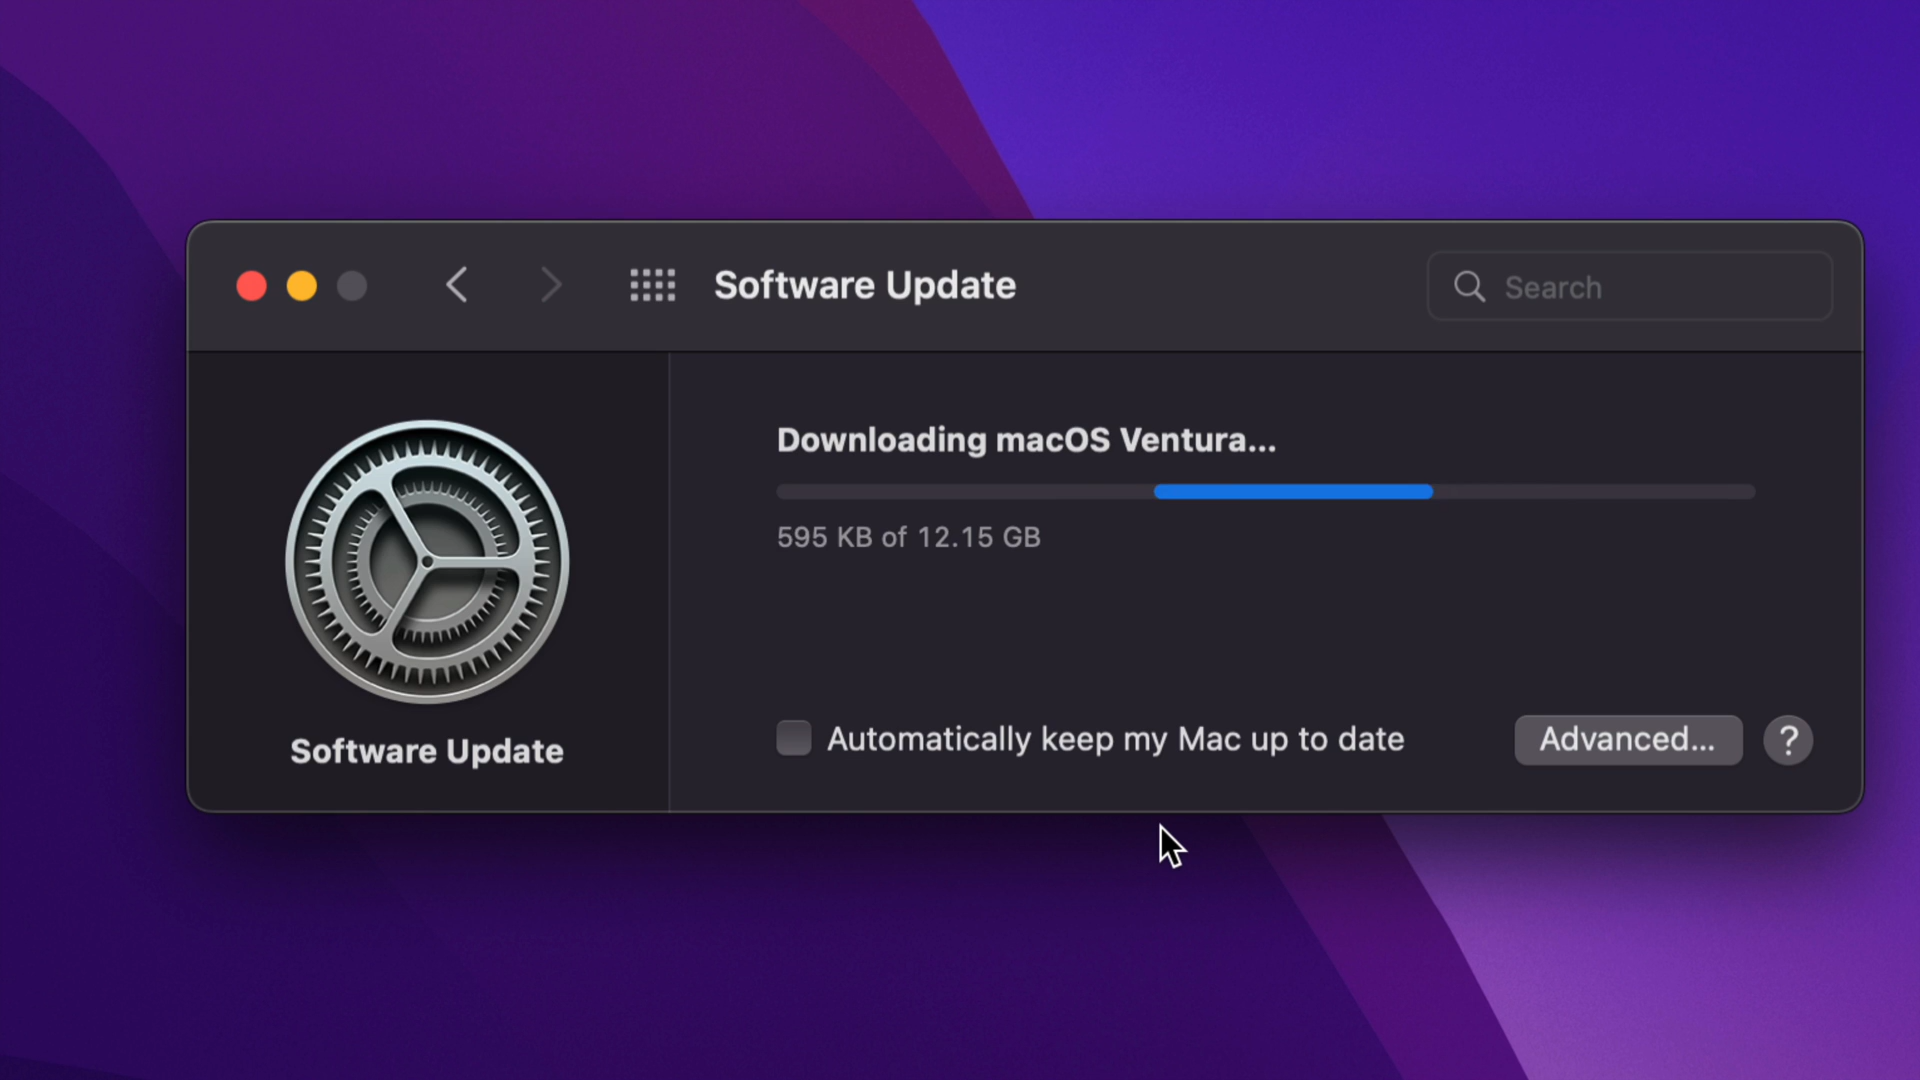 Software Update
Search
Downloading macOS Ventura...
595 KB of 12.15 GB
Software Update
Automatically keep my Mac up to date
Advanced...
?